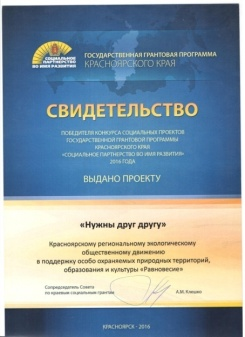 СОЦИАЛЬНОЕ
ПАРТНЕРСТВО
ВО ИМЯ РАЗВИТИЯ
ГОСУДАРСТВЕННАЯ ГРАНТОВАЯ ПРОГРАММА
КРАСНОЯРСКОГО КРАЯ
СВИДЕТЕЛЬСТВО
ПОБЕДИТЕЛЯ КОНКУРСА СОЦИАЛЬНЫХ ПРОЕКТОВ
ГОСУДАРСТВЕННОЙ ГРАНТОВОЙ ПРОГРАММЫ
КРАСНОЯРСКОГО КРАЯ
«СОЦИАЛЬНОЕ ПАРТНЕРСТВО ВО ИМЯ РАЗВИТИЯ»
2016 ГОДА
ВЫДАНО ПРОЕКТУ
«Нужны друг другу»
Красноярскому региональному экологическому
общественному движению
в поддержку особо охраняемых природных территорий,
образования и культуры «Равновесие»
Сопредседатель Совета
по краевым социальным грантам
А.М. Клешко
КРАСНОЯРСК - 2016